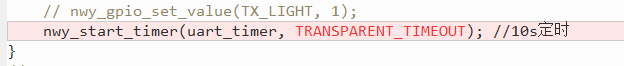 // nwy_gpio_set_value(TX_LIGHT, 1);
nwy_start_timer(uart_timer, TRANSPARENT_TIMEOUT); //10s定时
}